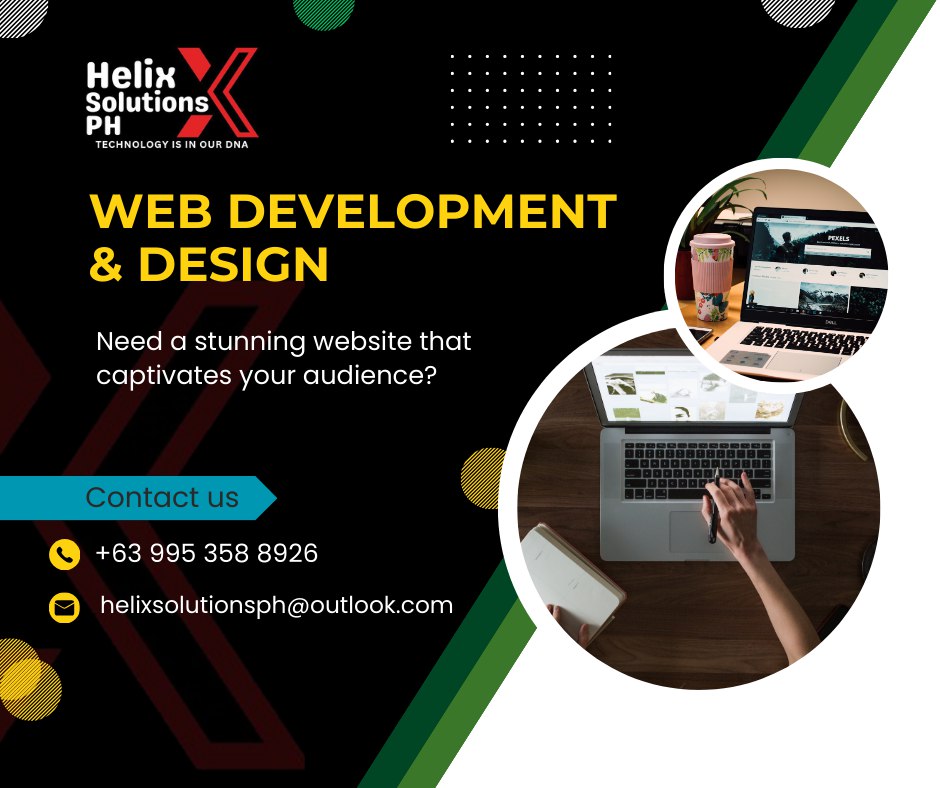 Helix
Solutions
PH
TECHNOLOGY IS IN OUR DNA
WEB DEVELOPMENT
& DESIGN
Need a stunning website that
captivates your audience?
Contact us
+63 995 358 8926
helixsolutionsph@outlook.com
PEXELS
DELL